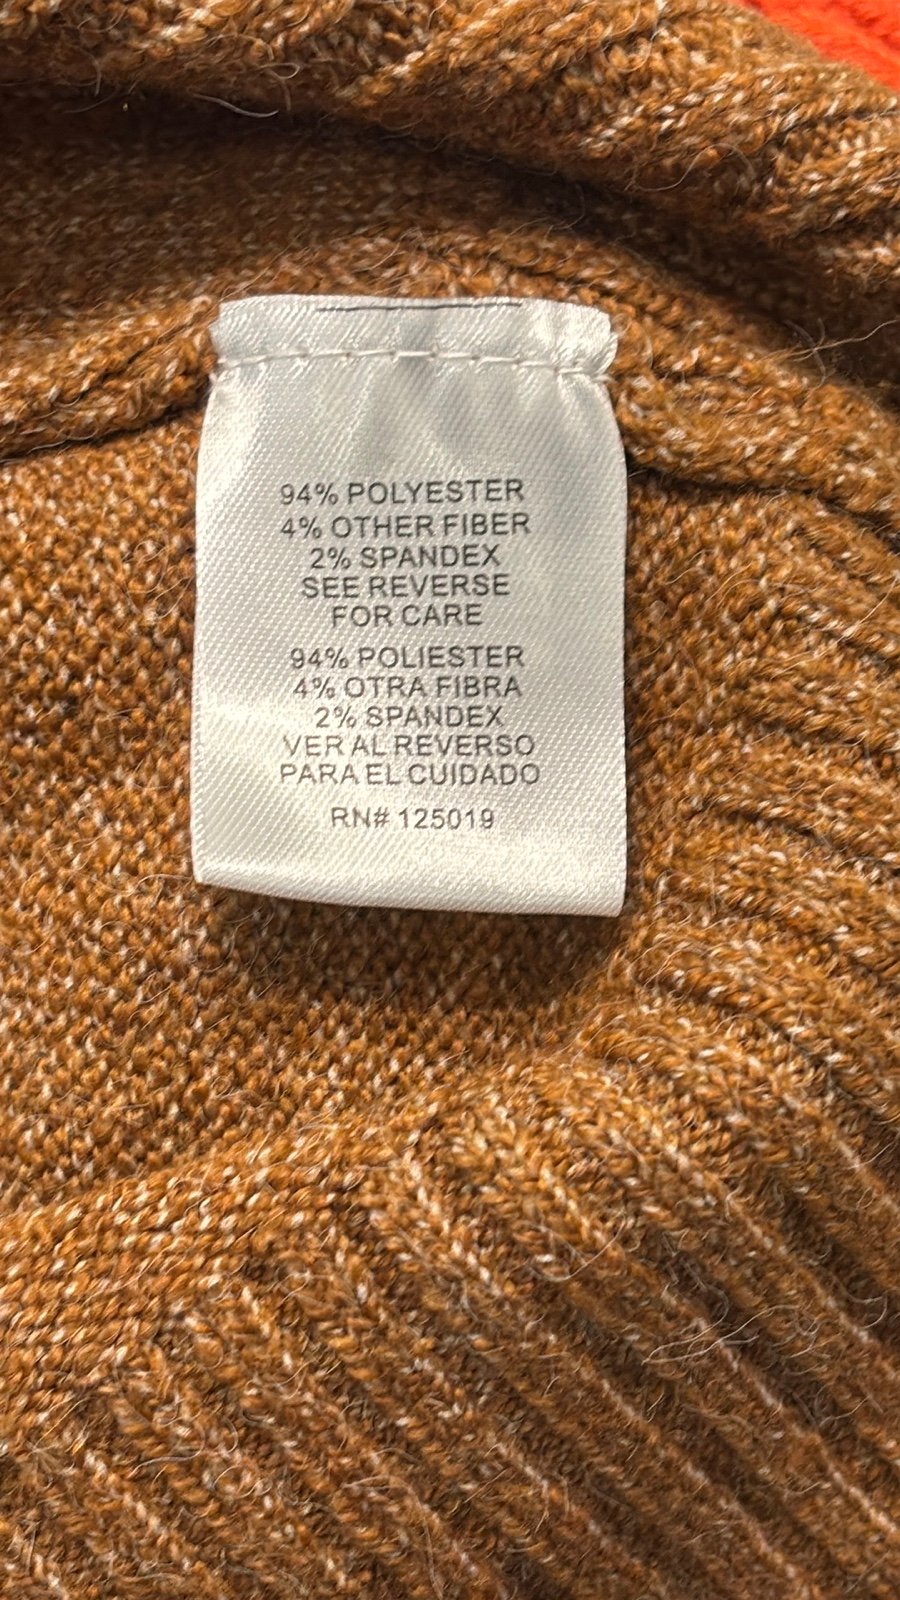 94% POLYESTER
4% OTHER FIBER
2% SPANDEX
SEE REVERSE
FOR CARE
94% POLIESTER
4% OTRA FIBRA
2% SPANDEX
VER AL REVERSO
PARA EL CUIDADO
RN# 125019